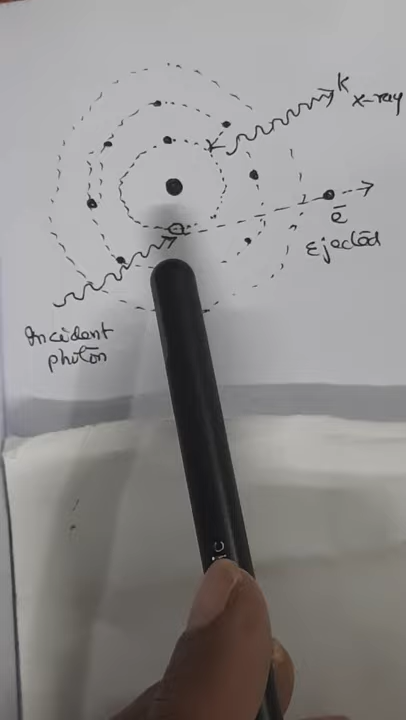 K
x-ray
e̅
Ejected
Incident
photon